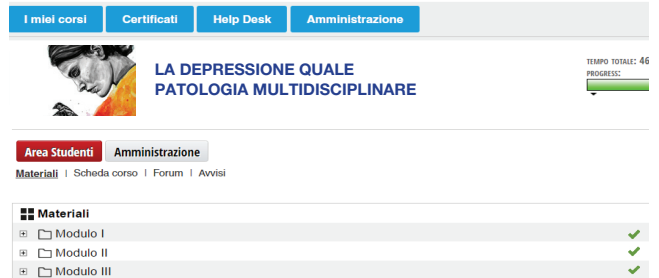 I miei corsi Certificati Help Desk Amministrazione
LA DEPRESSIONE QUALE
PATOLOGIA MULTIDISCIPLINARE
TEMPO TOTALE: 46
PROGRESS:
Area Studenti Amministrazione
Materiali | Scheda corso | Forum | Avvisi
Materiali
Modulo I
Modulo II
Modulo III